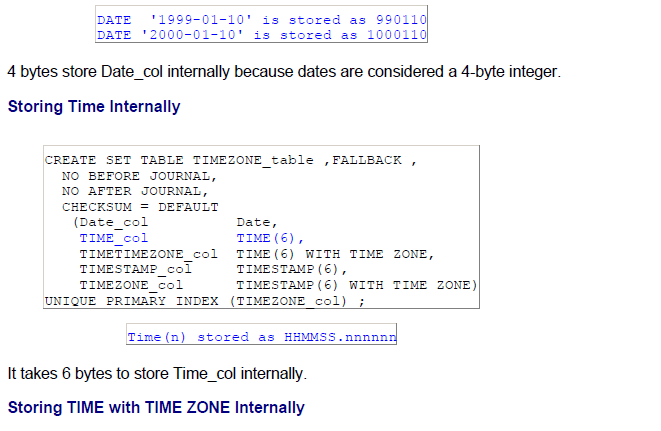 DATE '1999-01-10' is stored as 990110
DATE '2000-01-10' is stored as 1000110
4 bytes store Date_col internally because dates are considered a 4-byte integer.
Storing Time Internally
CREATE SET TABLE TIMEZONE_table ,FALLBACK ,
NO BEFORE JOURNAL,
NO AFTER JOURNAL,
CHECKSUM = DEFAULT
(Date_col Date,
TIME_col TIME(6),
TIMETIMEZONE_col TIME(6) WITH TIME ZONE,
TIMESTAMP_col TIMESTAMP(6),
TIMEZONE_col TIMESTAMP(6) WITH TIME ZONE)
UNIQUE PRIMARY INDEX (TIMEZONE_col) ;
Time(n) stored as HHMMSS.nnnnnn
It takes 6 bytes to store Time_col internally.
Storing TIME with TIME ZONE Internally